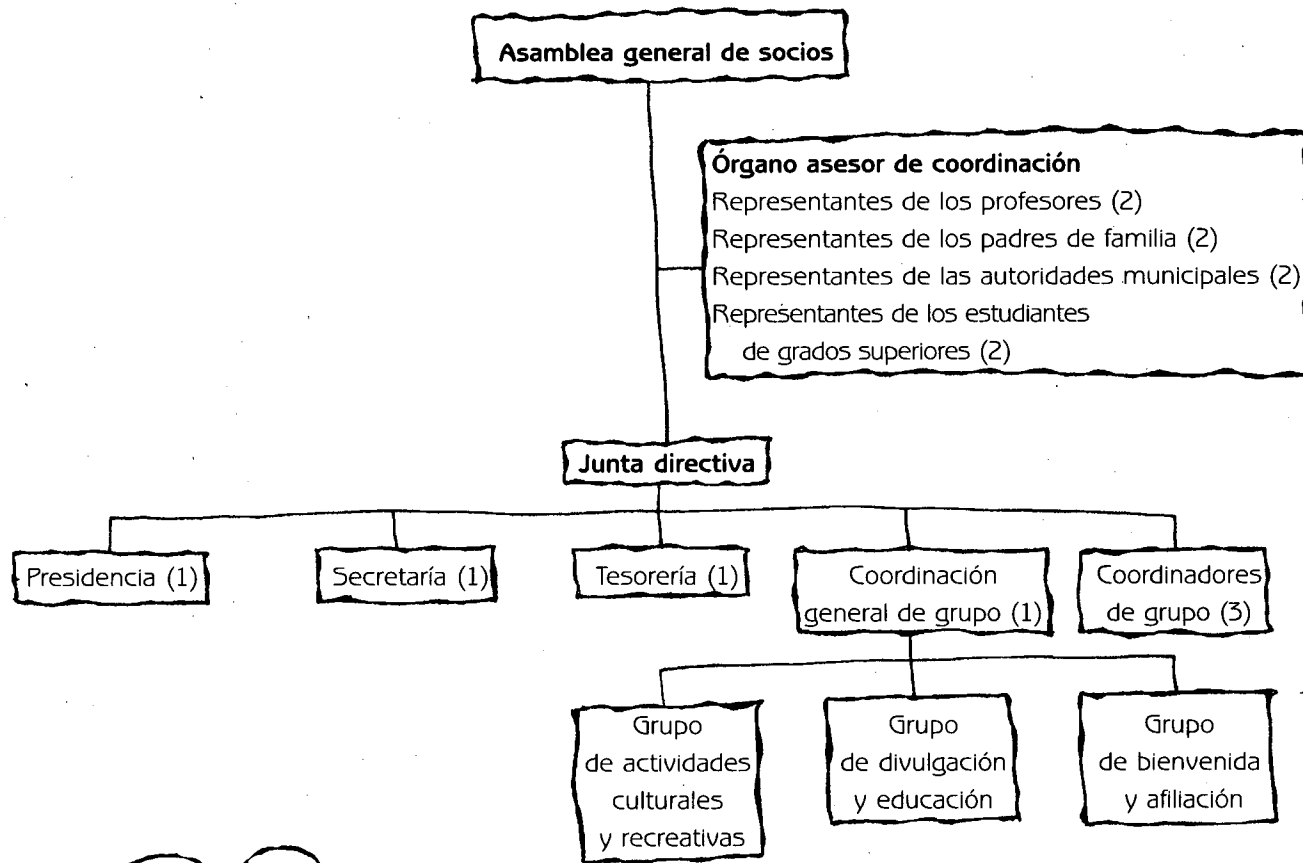 Asamblea general de socios
Órgano asesor de coordinación
Representantes de los profesores (2)
Representantes de los padres de familia (2)
Representantes de las autoridades municipales (2)
Representantes de los estudiantes
de grados superiores (2)
Junta directiva
Presidencia (1)
Secretaría (1)
Tesorería (1)
Coordinación
general de grupo (1)
Coordinadores
de grupo (3)
Grupo
de actividades
culturales
y recreativas
Grupo
de divulgación
y educación
Grupo
de bienvenida
y afiliación